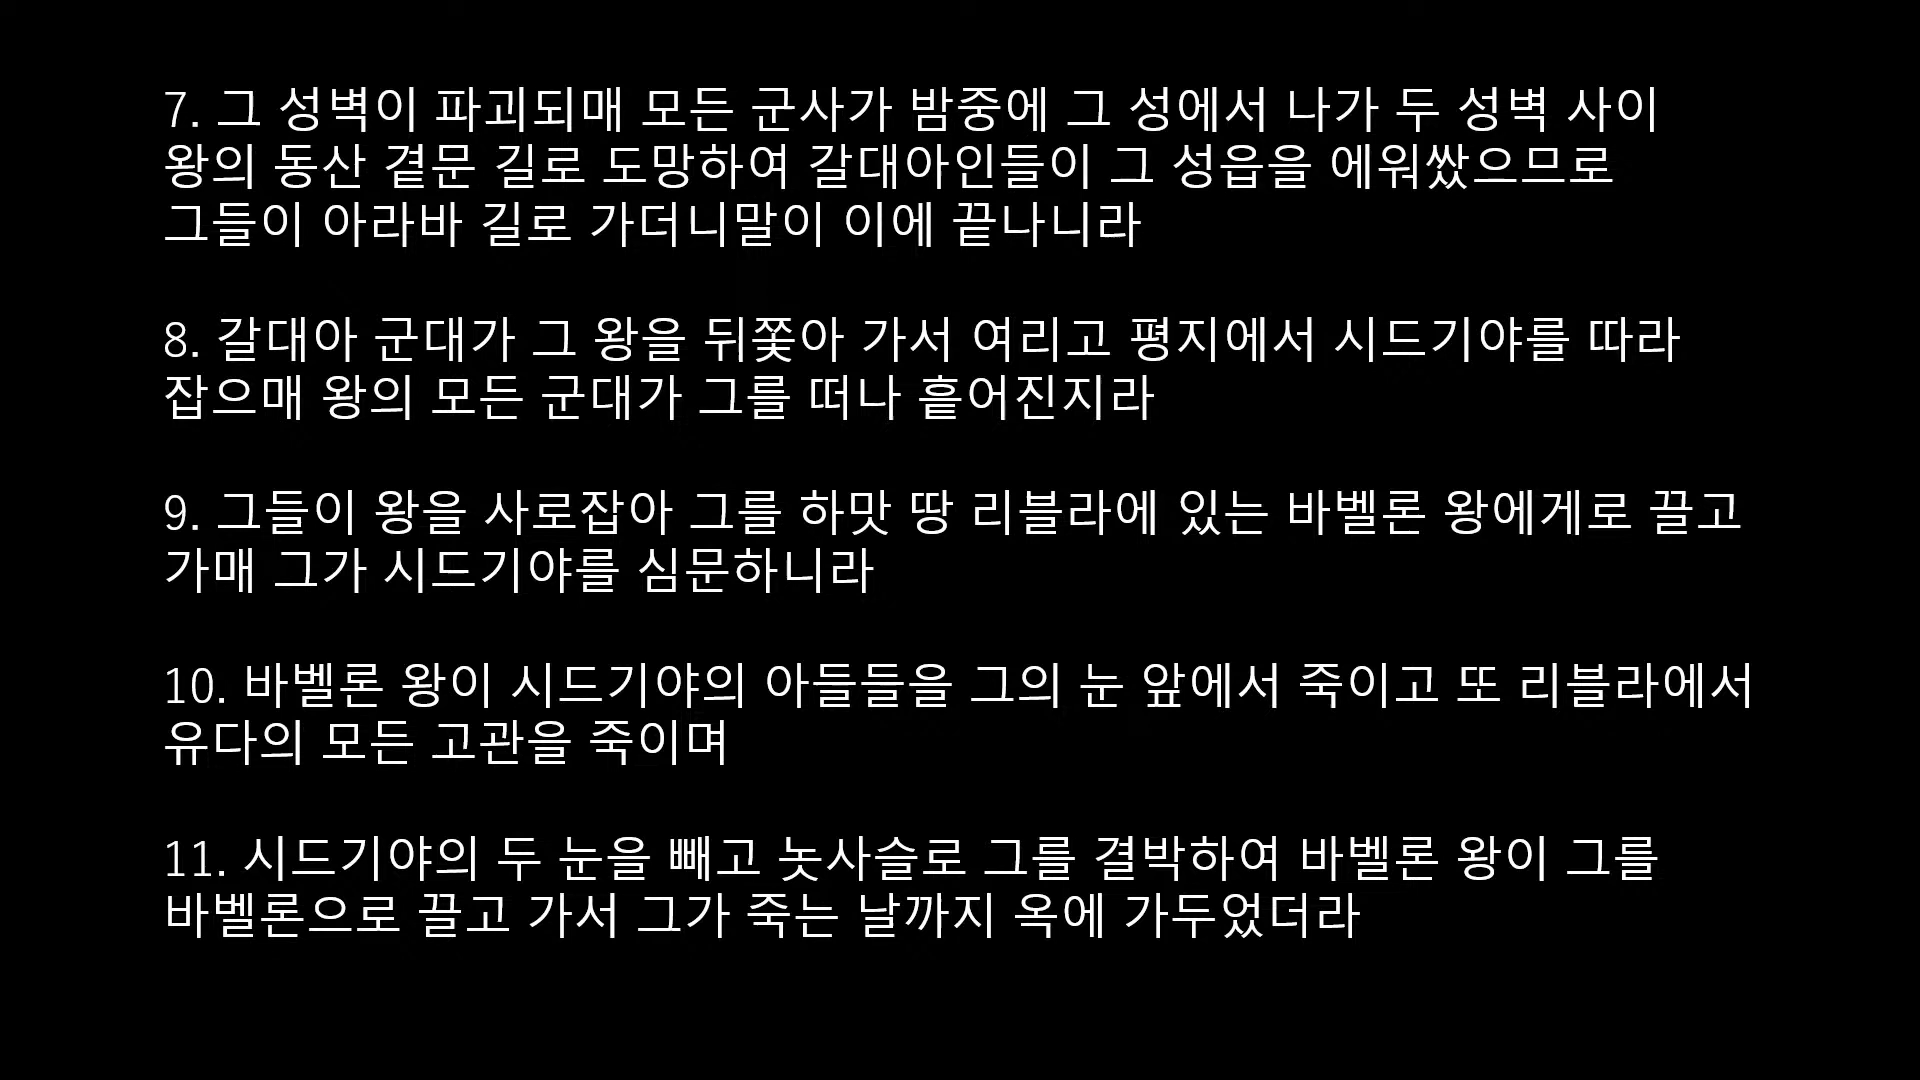 7. 그 성벽이 파괴되매 모든 군사가 밤중에 그 성에서 나가 두 성벽 사이
왕의 동산 곁문 길로 도망하여 갈대아인들이 그 성읍을 에워쌌으므로
그들이 아라바 길로 가더니말이 이에 끝나니라
8. 갈대아 군대가 그 왕을 뒤쫓아 가서 여리고 평지에서 시드기야를 따라
잡으매 왕의 모든 군대가 그를 떠나 흩어진지라
9. 그들이 왕을 사로잡아 그를 하맛 땅 리블라에 있는 바벨론 왕에게로 끌고
가매 그가 시드기야를 심문하니라
10. 바벨론 왕이 시드기야의 아들들을 그의 눈 앞에서 죽이고 또 리블라에서
유다의 모든 고관을 죽이며
11. 시드기야의 두 눈을 빼고 놋사슬로 그를 결박하여 바벨론 왕이 그를
바벨론으로 끌고 가서 그가 죽는 날까지 옥에 가두었더라